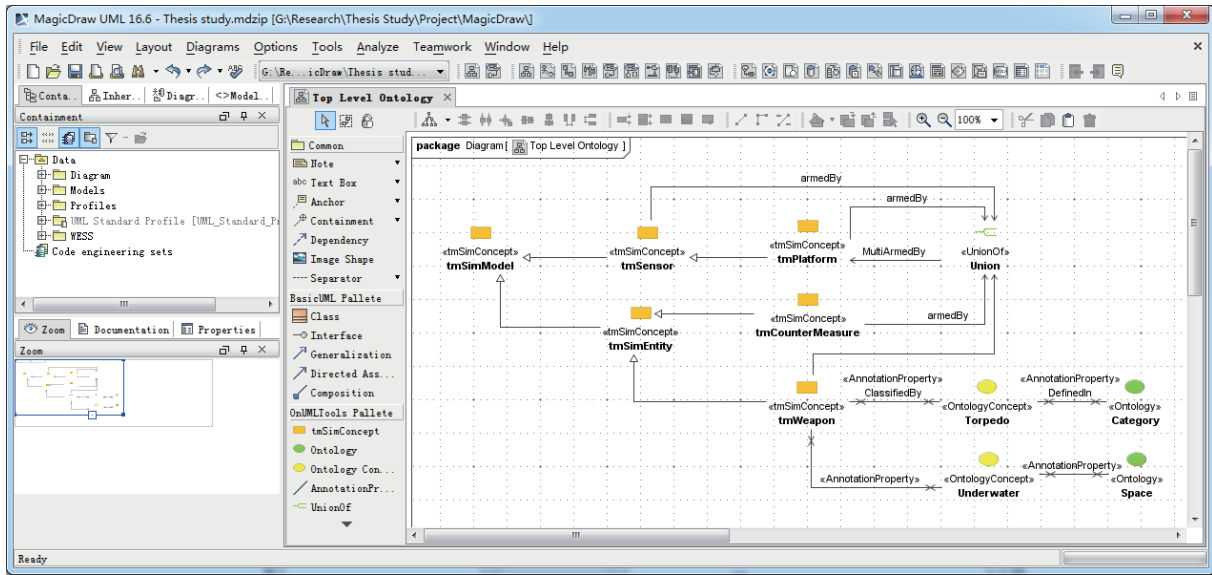 MagicDraw UML 16.6 - Thesis study.mdzip [G:\Research\Thesis Study\Project\MagicDraw\]
File Edit View Layout Diagrams Options Tools Analyze Teamwork Window Help
G:\Re...icDraw\Thesis stud...
Conta.. Inher.. Diagr.. <>Model..
Top Level Ontology
Containment
100%
Data
Diagram
Models
Profiles
UML Standard Profile [UML_Standard_Pr
WESS
Code engineering sets
Zoom Documentation Properties
Zoom
Common
Note
abc Text Box
Anchor
Containment
Dependency
Image Shape
Separator
BasicUML Pallete
Class
Interface
Generalization
Directed Ass...
Composition
OnUMLTools Pallete
tmSimConcept
Ontology
Ontology Con...
AnnotationPr...
UnionOf
package Diagram[ Top Level Ontology ]
armedBy
armedBy
«tmSimConcept»
tmSimModel
«tmSimConcept»
tmSensor
«tmSimConcept»
tmPlatform
MultiArmedBy
«UnionOf»
Union
«tmSimConcept»
tmSimEntity
«tmSimConcept»
tmCounterMeasure
armedBy
«tmSimConcept»
tmWeapon
«AnnotationProperty»
ClassifiedBy
«OntologyConcept»
Torpedo
«AnnotationProperty»
DefinedIn
«Ontology»
Category
«AnnotationProperty»
«OntologyConcept»
Underwater
«AnnotationProperty»
«Ontology»
Space
Ready